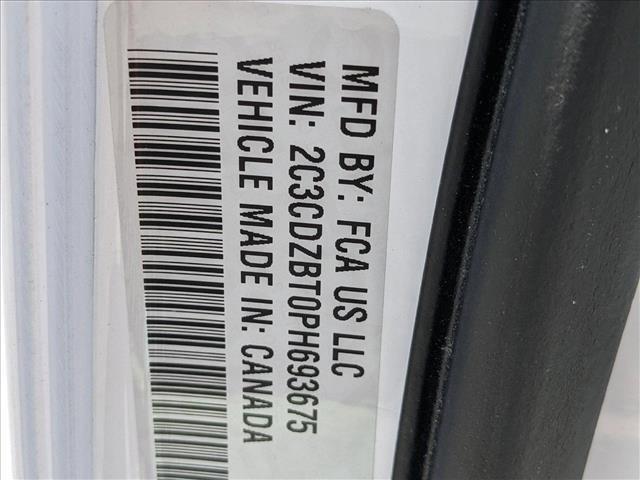 MFD BY: FCA US LLC
VIN: 2C3CDZBT0PH693675
VEHICLE MADE IN: CANADA